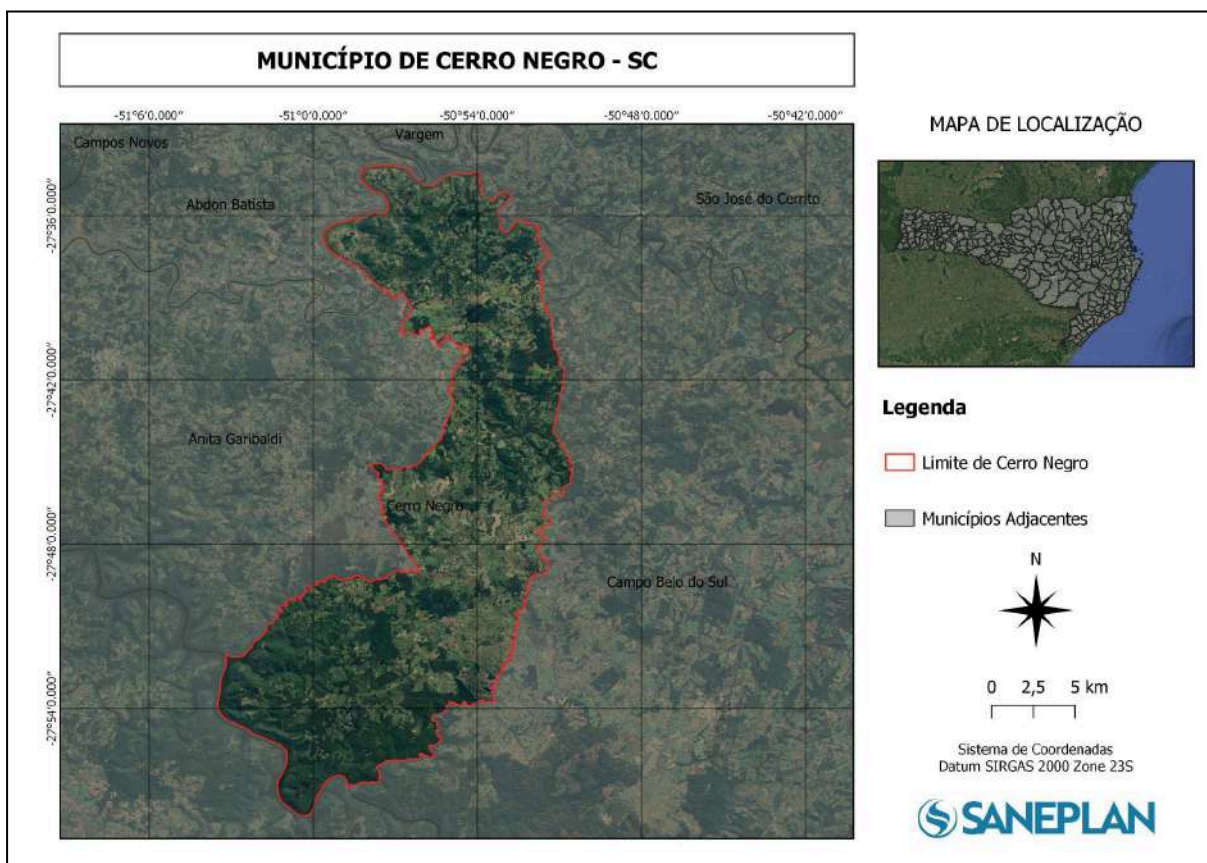 MUNICÍPIO DE CERRO NEGRO - SC
-51°6'0.000"
-51°0'0.000"
-50°54'0.000"
-50°48'0.000"
-50°42'0.000"
-27°36'0.000"
-27°42'0.000"
-27°48'0.000"
-27°54'0.000"
Campos Novos
Vargem
Abdon Batista
São José do Cerrito
Anita Garibaldi
Cerro Negro
Campo Belo do Sul
MAPA DE LOCALIZAÇÃO
Legenda
Limite de Cerro Negro
Municípios Adjacentes
N
0 2,5 5 km
Sistema de Coordenadas
Datum SIRGAS 2000 Zone 23S
SANEPLAN